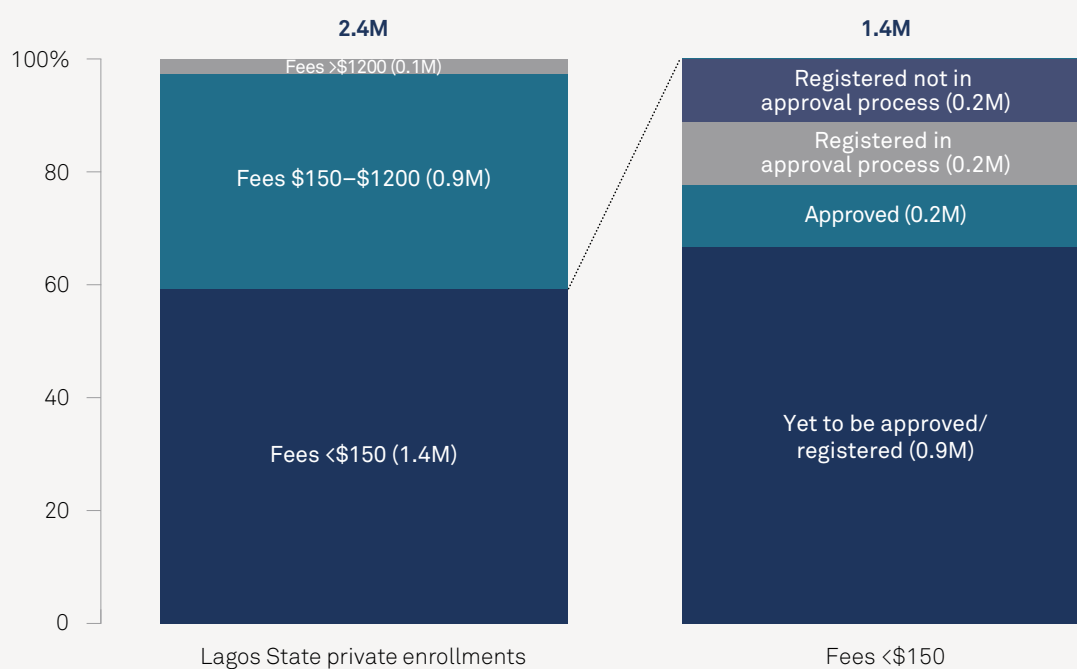 2.4M
1.4M
100%
80
60
40
20
0
Fees >$1200 (0.1M)
Fees $150–$1200 (0.9M)
Fees <$150 (1.4M)
Registered not in
approval process (0.2M)
Registered in
approval process (0.2M)
Approved (0.2M)
Yet to be approved/
registered (0.9M)
Lagos State private enrollments
Fees <$150